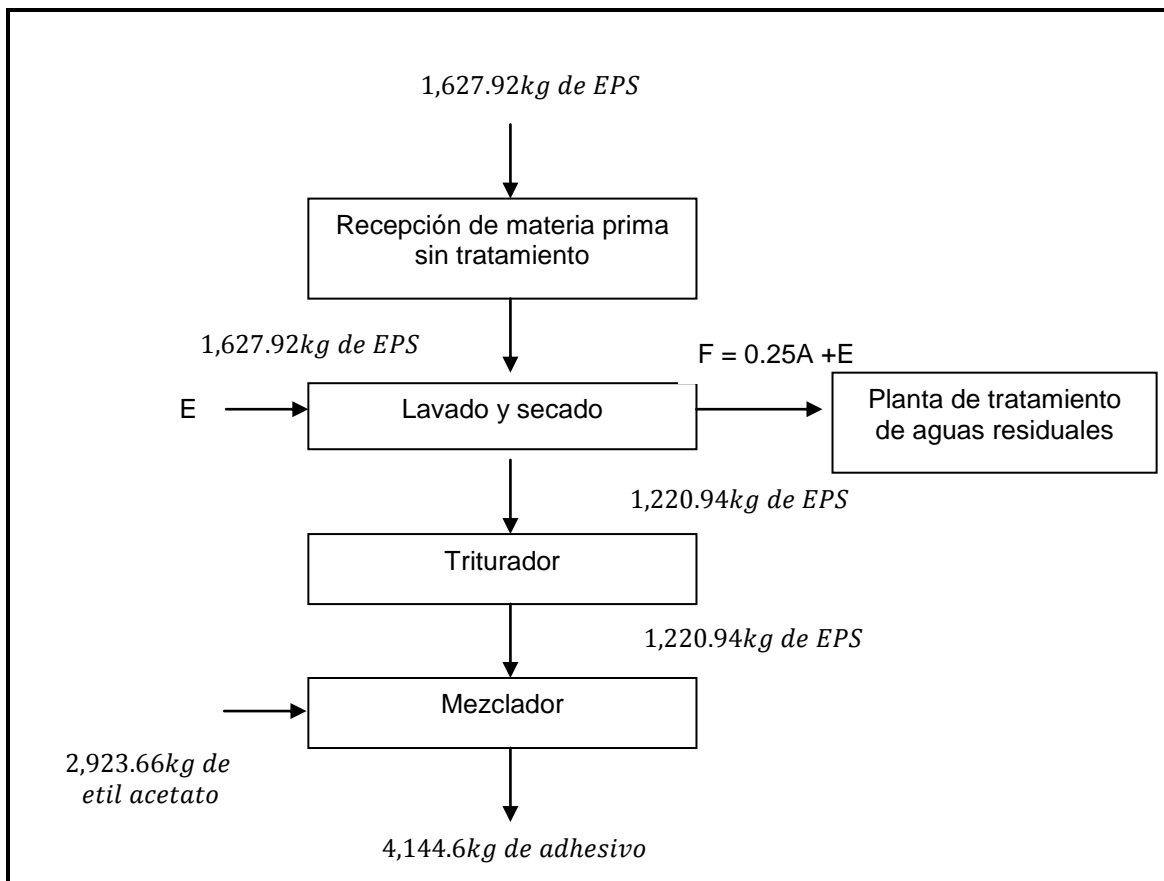 1,627.92kg de EPS
Recepción de materia prima
sin tratamiento
1,627.92kg de EPS
F = 0.25A +E
E
Lavado y secado
Planta de tratamiento
de aguas residuales
1,220.94kg de EPS
Triturador
1,220.94kg de EPS
Mezclador
2,923.66kg de
etil acetato
4,144.6kg de adhesivo